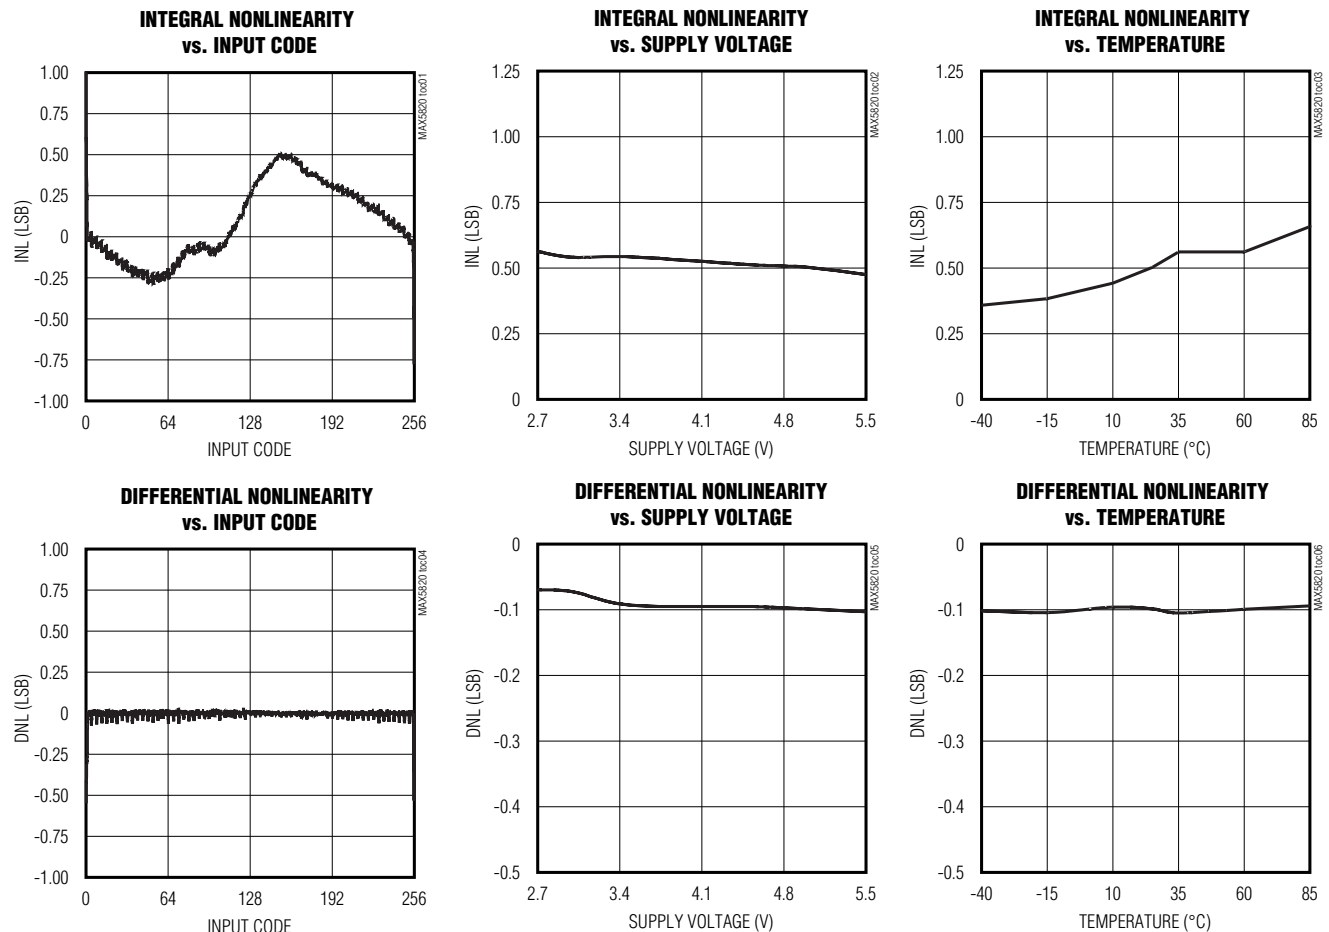 INTEGRAL NONLINEARITY
vs. INPUT CODE
1.00
0.75
0.50
0.25
0
-0.25
-0.50
-0.75
-1.00
INL (LSB)
0 64 128 192 256
INPUT CODE
MAX5820 toc01
INTEGRAL NONLINEARITY
vs. SUPPLY VOLTAGE
1.25
1.00
0.75
0.50
0.25
0
INL (LSB)
2.7 3.4 4.1 4.8 5.5
SUPPLY VOLTAGE (V)
MAX5820 toc02
INTEGRAL NONLINEARITY
vs. TEMPERATURE
1.25
1.00
0.75
0.50
0.25
0
INL (LSB)
-40 -15 10 35 60 85
TEMPERATURE (°C)
MAX5820 toc03
DIFFERENTIAL NONLINEARITY
vs. INPUT CODE
1.00
0.75
0.50
0.25
0
-0.25
-0.50
-0.75
-1.00
DNL (LSB)
0 64 128 192 256
INPUT CODE
MAX5820 toc04
DIFFERENTIAL NONLINEARITY
vs. SUPPLY VOLTAGE
0
-0.1
-0.2
-0.3
-0.4
-0.5
DNL (LSB)
2.7 3.4 4.1 4.8 5.5
SUPPLY VOLTAGE (V)
MAX5820 toc05
DIFFERENTIAL NONLINEARITY
vs. TEMPERATURE
0
-0.1
-0.2
-0.3
-0.4
-0.5
DNL (LSB)
-40 -15 10 35 60 85
TEMPERATURE (°C)
MAX5820 toc06